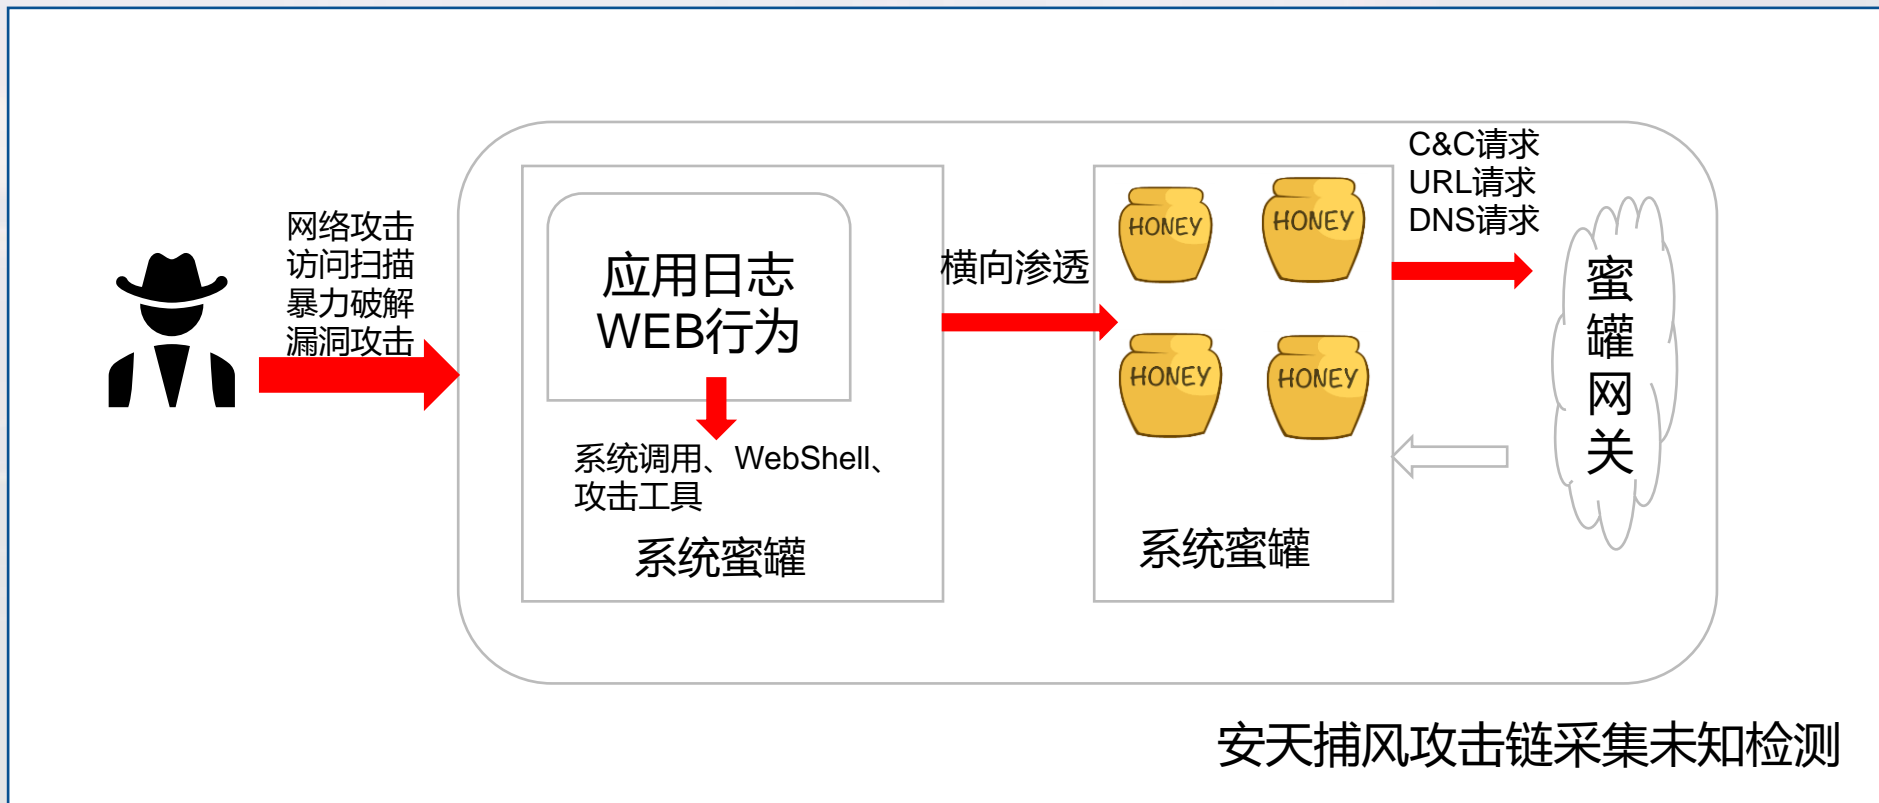 网络攻击
访问扫描
暴力破解
漏洞攻击
应用日志
WEB行为
系统调用、WebShell、
攻击工具
系统蜜罐
横向渗透
HONEY
HONEY
HONEY
HONEY
系统蜜罐
C&C请求
URL请求
DNS请求
蜜
罐
网
关
安天捕风攻击链采集未知检测